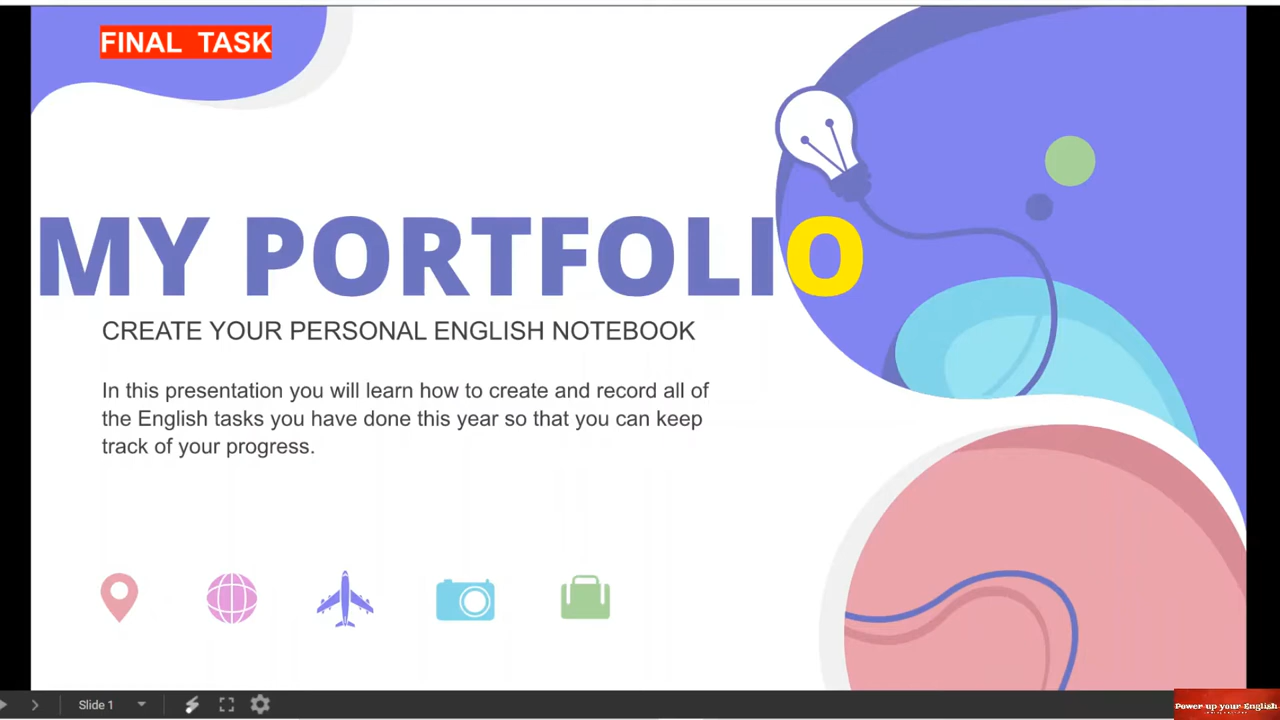 FINAL TASK
MY PORTFOLIO
CREATE YOUR PERSONAL ENGLISH NOTEBOOK
In this presentation you will learn how to create and record all of
the English tasks you have done this year so that you can keep
track of your progress.
Slide 1
Power up your English